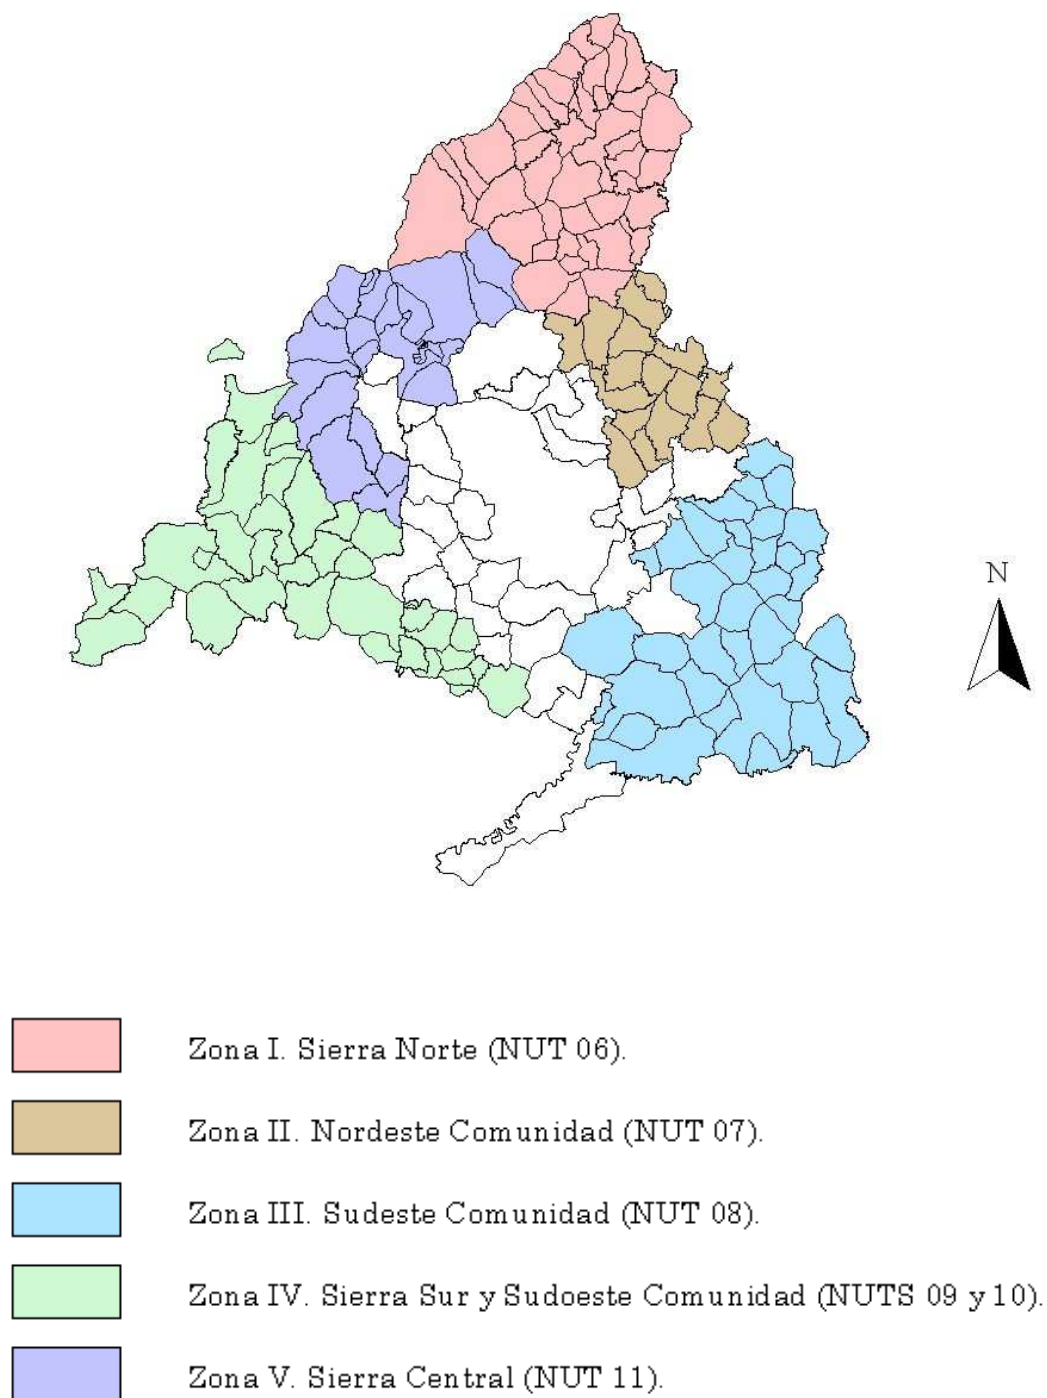 N
Zona I. Sierra Norte (NUT 06).
Zona II. Nordeste Comunidad (NUT 07).
Zona III. Sudeste Comunidad (NUT 08).
Zona IV. Sierra Sur y Sudoeste Comunidad (NUTS 09 y 10).
Zona V. Sierra Central (NUT 11).